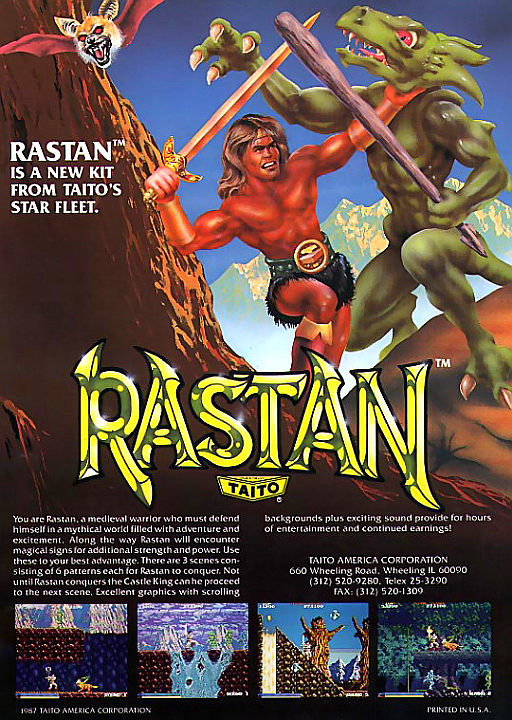 RASTAN™
IS A NEW KIT
FROM TAITO'S
STAR FLEET.
RASTAN™
TAITO®
You are Rastan, a medieval warrior who must defend
himself in a mythical world filled with adventure and
excitement. Along the way Rastan will encounter
magical signs for additional strength and power. Use
these to your best advantage. There are 3 scenes con-
sisting of 6 patterns each for Rastan to conquer. Not
until Rastan conquers the Castle King can he proceed
to the next scene. Excellent graphics with scrolling
backgrounds plus exciting sound provide for hours
of entertainment and continued earnings!
TAITO AMERICA CORPORATION
660 Wheeling Road, Wheeling IL 60090
(312) 520-9280, Telex 25-3290
FAX: (312) 520-1309
1987 TAITO AMERICA CORPORATION
PRINTED IN U.S.A.